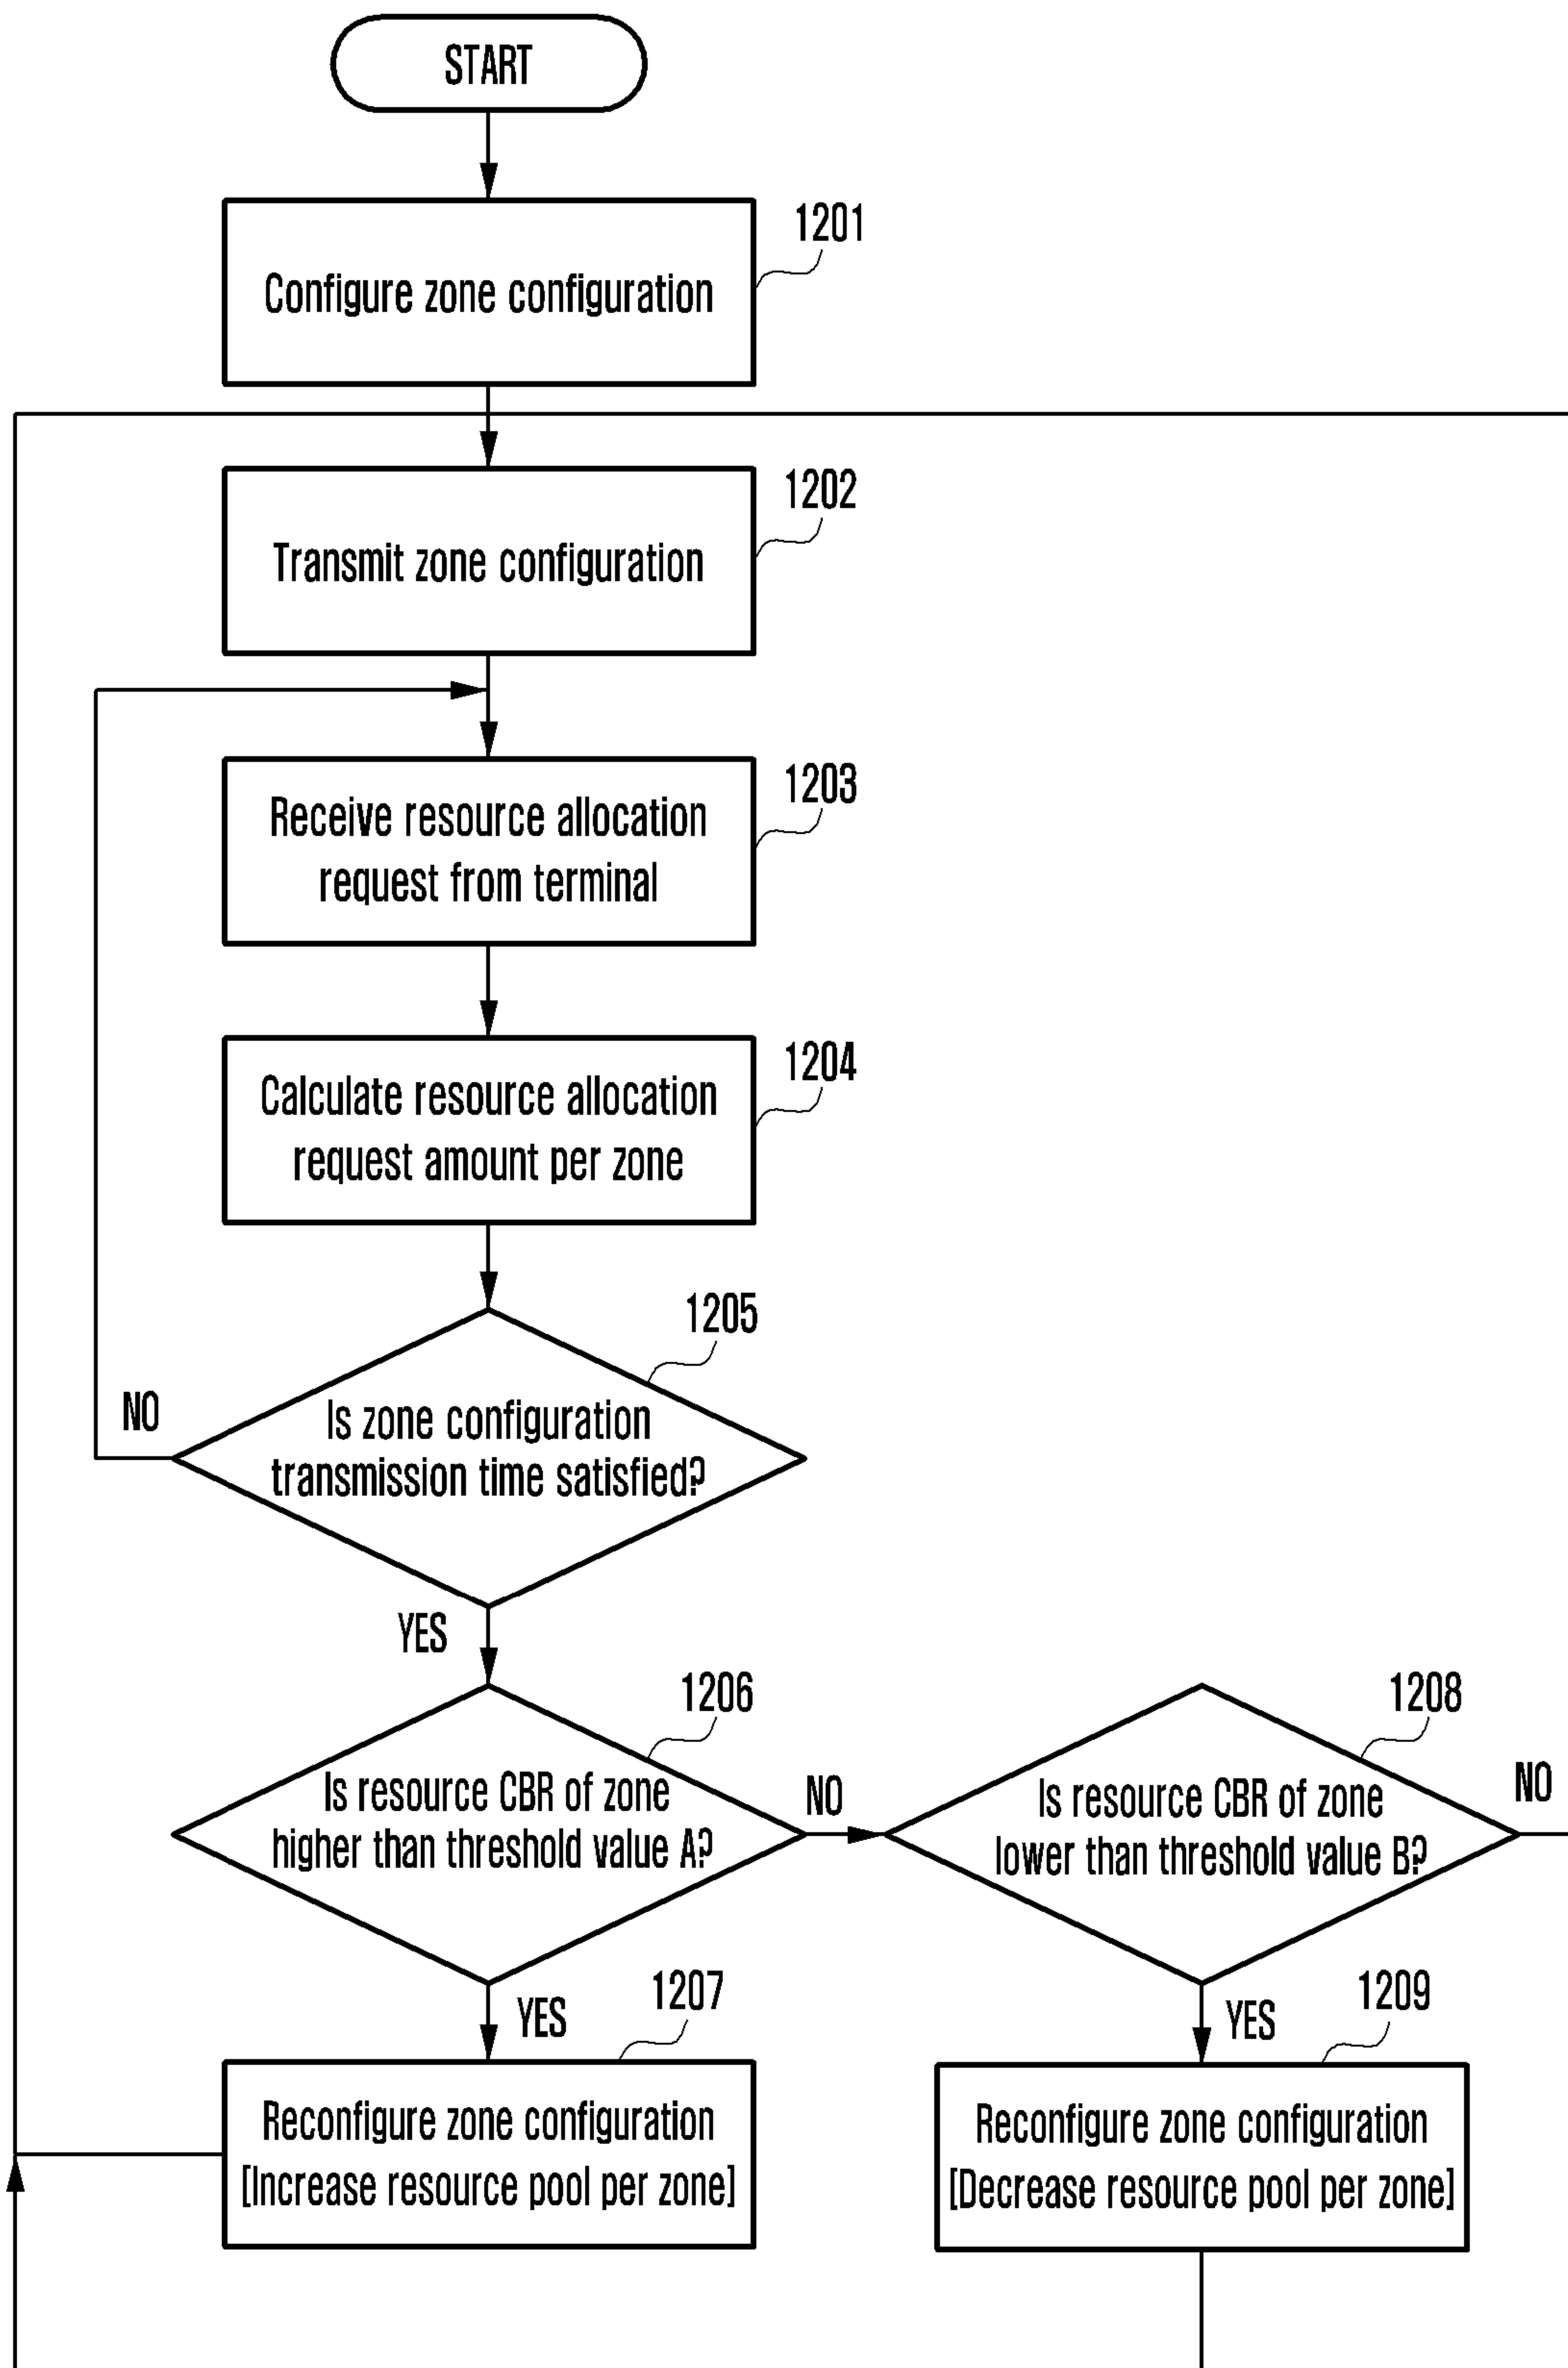 START
1201
Configure zone configuration
1202
Transmit zone configuration
1203
Receive resource allocation
request from terminal
1204
Calculate resource allocation
request amount per zone
1205
NO
Is zone configuration
transmission time satisfied?
YES
1206
Is resource CBR of zone
higher than threshold value A?
NO
1208
Is resource CBR of zone
lower than threshold value B?
NO
YES
1207
Reconfigure zone configuration
[Increase resource pool per zone]
YES
1209
Reconfigure zone configuration
[Decrease resource pool per zone]